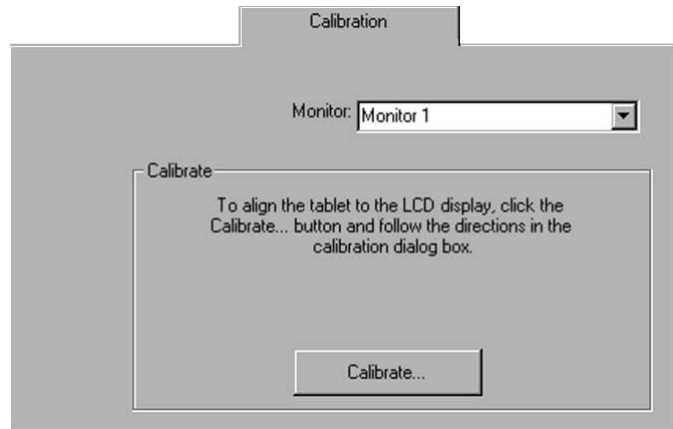 Calibration
Monitor: Monitor 1
Calibrate
To align the tablet to the LCD display, click the
Calibrate... button and follow the directions in the
calibration dialog box.
Calibrate...